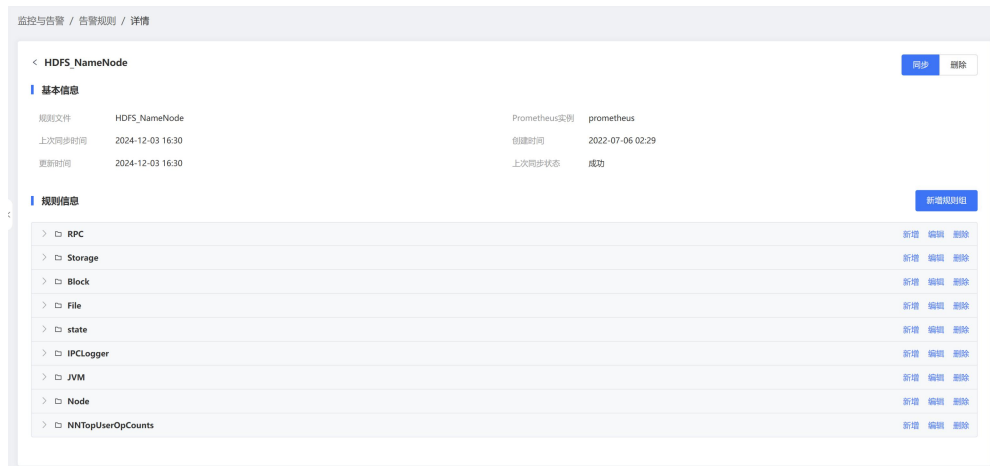 监控与告警 / 告警规则 / 详情
HDFS_NameNode
同步 删除
基本信息
规则文件 HDFS_NameNode Prometheus实例 prometheus
上次同步时间 2024-12-03 16:30 创建时间 2022-07-06 02:29
更新时间 2024-12-03 16:30 上次同步状态 成功
规则信息 新增规则组
RPC 新增 编辑 删除
Storage 新增 编辑 删除
Block 新增 编辑 删除
File 新增 编辑 删除
state 新增 编辑 删除
IPCLogger 新增 编辑 删除
JVM 新增 编辑 删除
Node 新增 编辑 删除
NNTopUserOpCounts 新增 编辑 删除